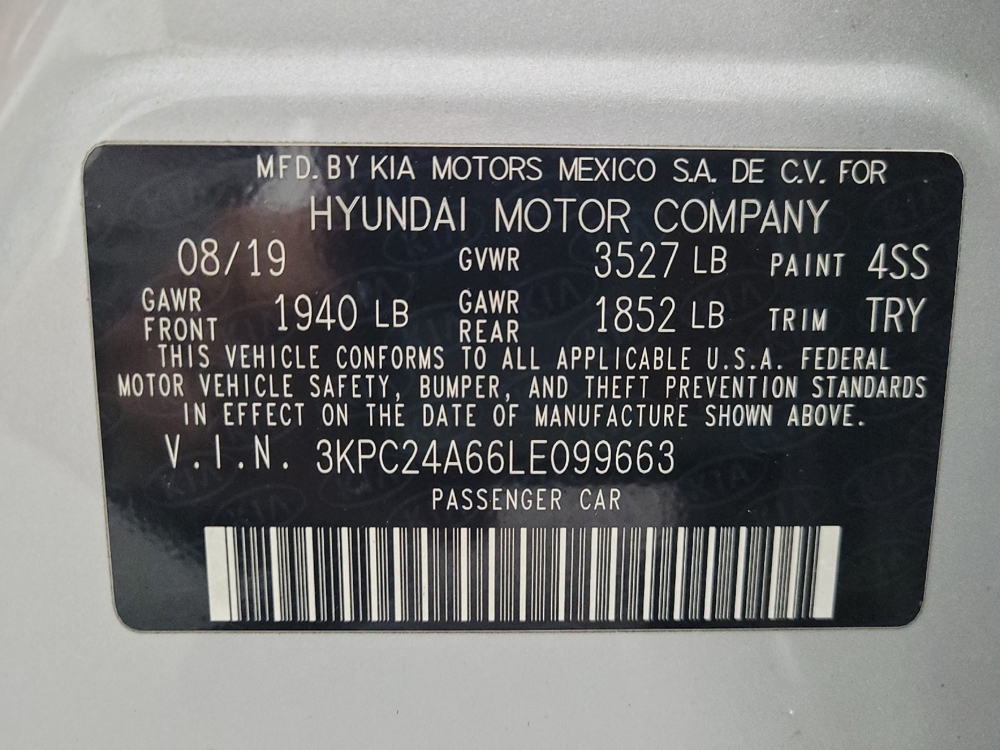 MFD. BY KIA MOTORS MEXICO S.A. DE C.V. FOR
HYUNDAI MOTOR COMPANY
08/19 GVWR 3527 LB PAINT 4SS
GAWR FRONT 1940 LB GAWR REAR 1852 LB TRIM TRY
THIS VEHICLE CONFORMS TO ALL APPLICABLE U.S.A. FEDERAL
MOTOR VEHICLE SAFETY, BUMPER, AND THEFT PREVENTION STANDARDS
IN EFFECT ON THE DATE OF MANUFACTURE SHOWN ABOVE.
V.I.N. 3KPC24A66LE099663
PASSENGER CAR